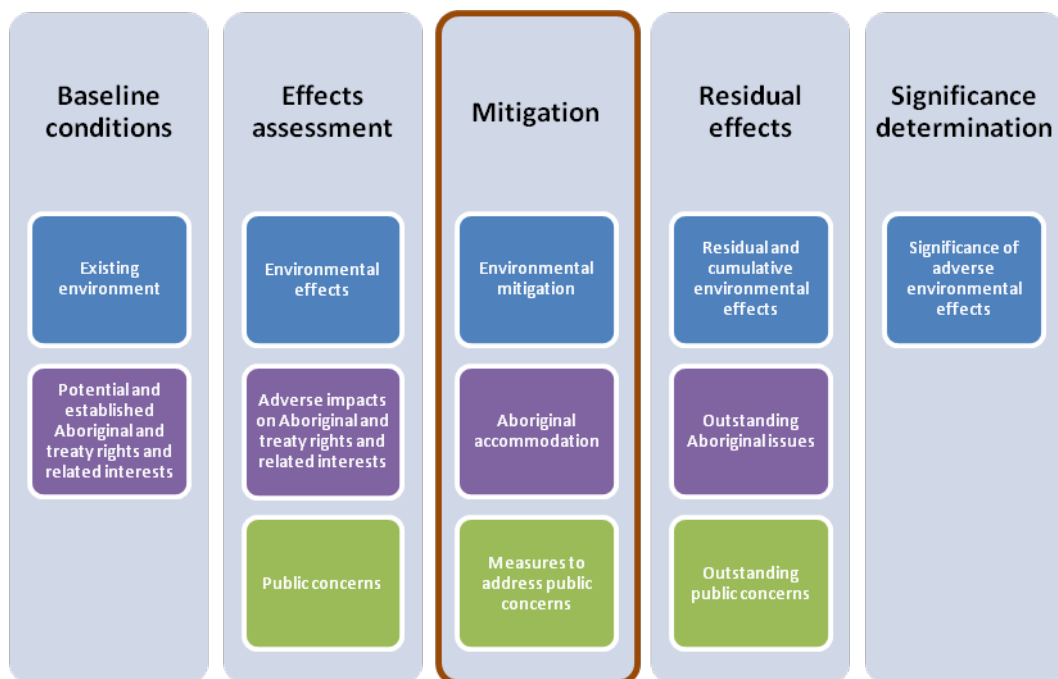 Baseline
conditions
Effects
assessment
Mitigation
Residual
effects
Significance
determination
Existing
environment
Environmental
effects
Environmental
mitigation
Residual and
cumulative
environmental
effects
Significance of
adverse
environmental
effects
Potential and
established
Aboriginal and
treaty rights and
related interests
Adverse impacts
on Aboriginal and
treaty rights and
related interests
Aboriginal
accommodation
Outstanding
Aboriginal issues
Public concerns
Measures to
address public
concerns
Outstanding
public concerns